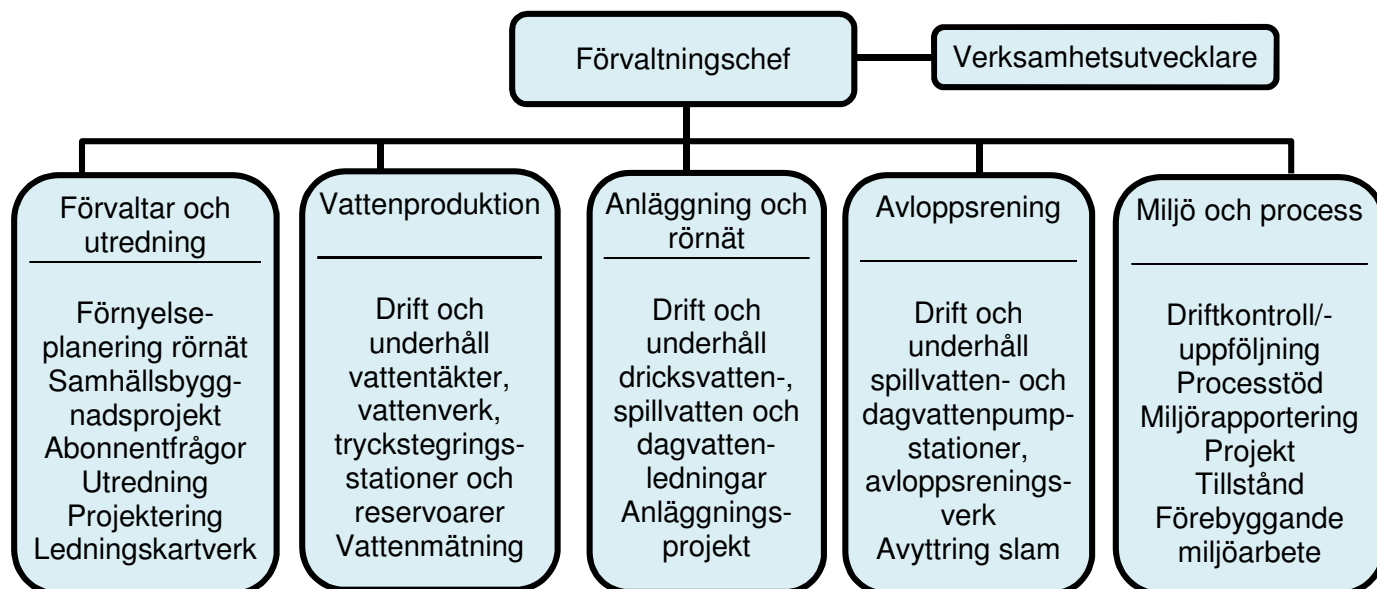 Förvaltningschef
Verksamhetsutvecklare
Förvaltar och
utredning
Förnyelse-
planering rörnät
Samhällsbygg-
nadsprojekt
Abonnentfrågor
Utredning
Projektering
Ledningskartverk
Vattenproduktion
Drift och
underhåll
vattentäkter,
vattenverk,
tryckstegrings-
stationer och
reservoarer
Vattenmätning
Anläggning och
rörnät
Drift och
underhåll
dricksvatten-,
spillvatten och
dagvatten-
ledningar
Anläggnings-
projekt
Avloppsrening
Drift och
underhåll
spillvatten- och
dagvattenpump-
stationer,
avloppsrenings-
verk
Avyttring slam
Miljö och process
Driftkontroll/-
uppföljning
Processtöd
Miljörapportering
Projekt
Tillstånd
Förebyggande
miljöarbete